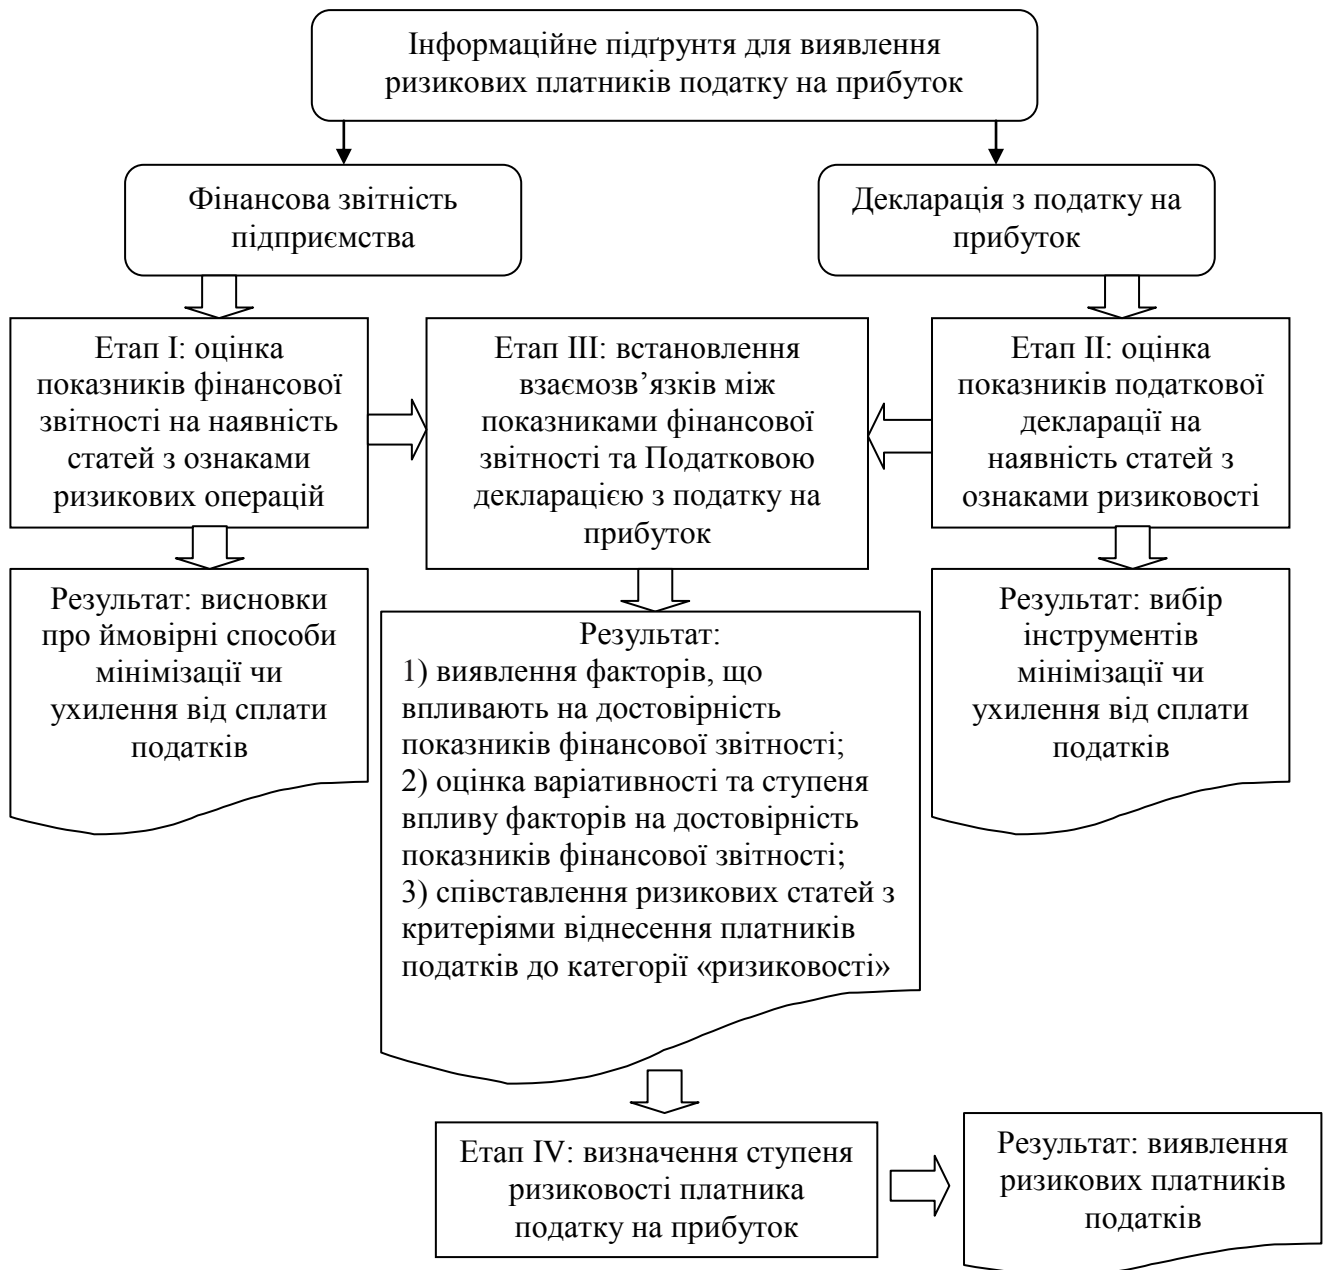 Інформаційне підґрунтя для виявлення
ризикових платників податку на прибуток
Фінансова звітність
підприємства
Декларація з податку на
прибуток
Етап І: оцінка
показників фінансової
звітності на наявність
статей з ознаками
ризикових операцій
Етап ІІІ: встановлення
взаємозв’язків між
показниками фінансової
звітності та Податковою
декларацією з податку на
прибуток
Етап ІІ: оцінка
показників податкової
декларації на
наявність статей з
ознаками ризиковості
Результат: висновки
про ймовірні способи
мінімізації чи
ухилення від сплати
податків
Результат:
1) виявлення факторів, що
впливають на достовірність
показників фінансової звітності;
2) оцінка варіативності та ступеня
впливу факторів на достовірність
показників фінансової звітності;
3) співставлення ризикових статей з
критеріями віднесення платників
податків до категорії «ризиковості»
Результат: вибір
інструментів
мінімізації чи
ухилення від сплати
податків
Етап IV: визначення ступеня
ризиковості платника
податку на прибуток
Результат: виявлення
ризикових платників
податків